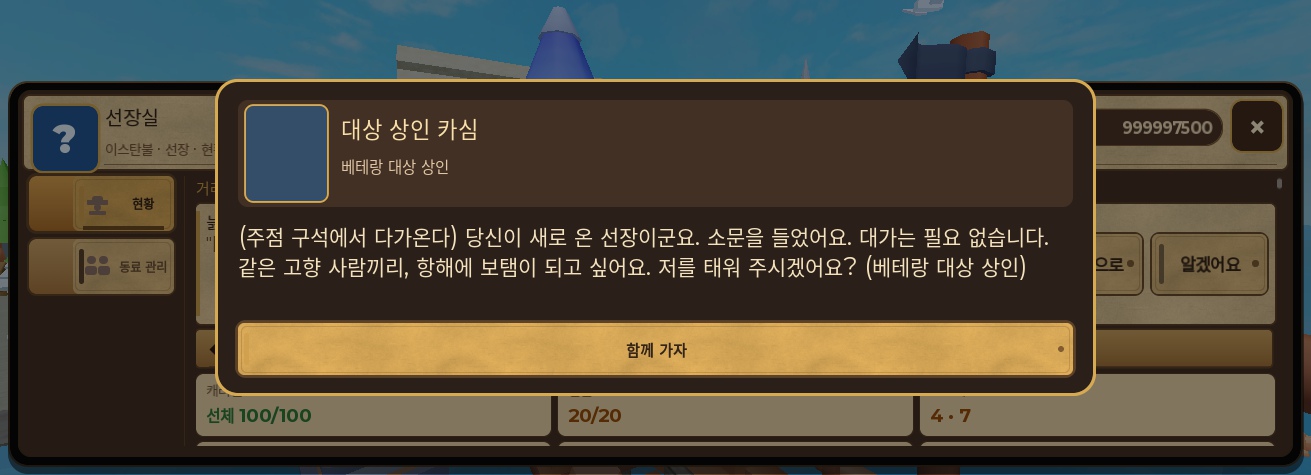 ?
선장실
999997500
×
이스탄불 · 선장 ·
현황
동료 관리
대상 상인 카심
베테랑 대상 상인
(주점 구석에서 다가온다) 당신이 새로 온 선장이군요. 소문을 들었어요. 대가는 필요 없습니다.
같은 고향 사람끼리, 항해에 보탬이 되고 싶어요. 저를 태워 주시겠어요? (베테랑 대상 상인)
으로
알겠어요
함께 가자
선체 100/100
20/20
4 · 7